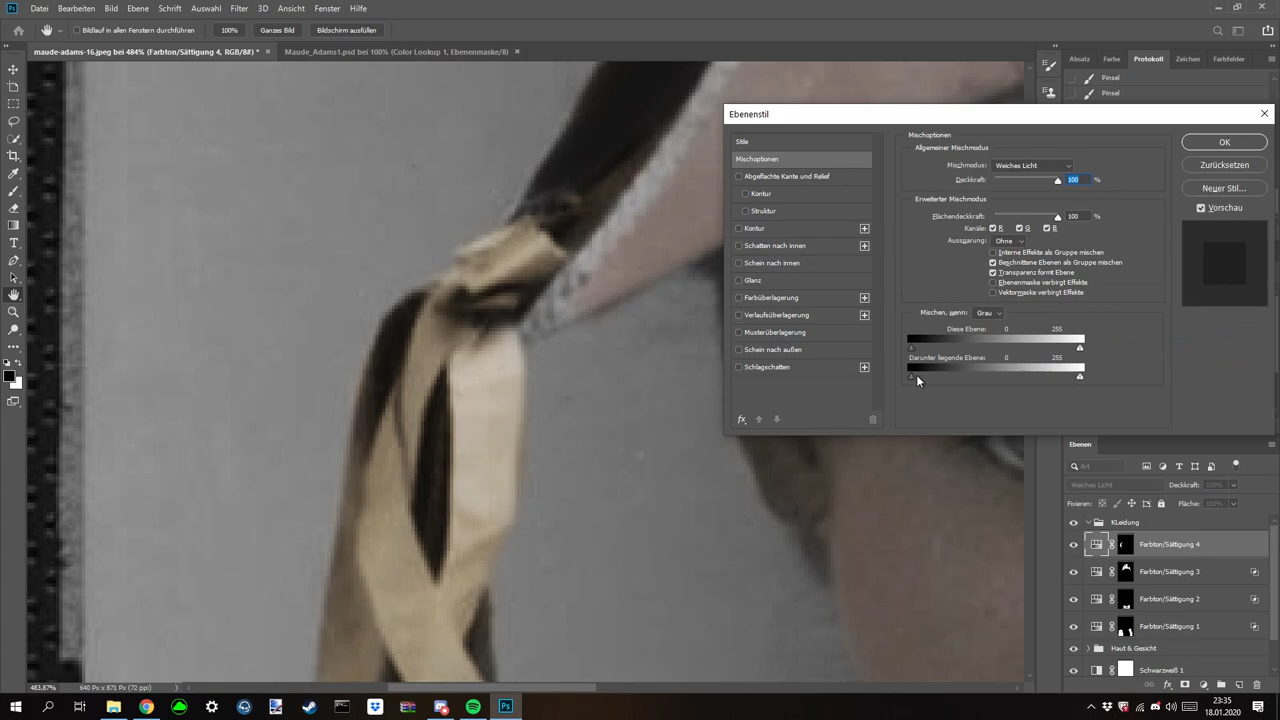 Datei Bearbeiten Bild Ebene Schrift Auswahl Filter 3D Ansicht Fenster Hilfe
Bildlauf in allen Fenstern durchführen 100% Ganzes Bild Bildschirm ausfüllen
maude-adams-16.jpeg bei 484% (Farbton/Sättigung 4, RGB/8#) * × Maude_Adams1.psd bei 100% (Color Lookup 1, Ebenenmaske/8) ×
Absatz Farbe Protokoll Zeichen Farbfelder
Pinsel
Pinsel
Ebenenstil
Stile
Mischoptionen
Abgeflachte Kante und Relief
Kontur
Struktur
Kontur
Schatten nach innen
Schein nach innen
Glanz
Farbüberlagerung
Verlaufsüberlagerung
Musterüberlagerung
Schein nach außen
Schlagschatten
fx
Mischoptionen
Allgemeiner Mischmodus
Mischmodus: Weiches Licht
Deckkraft: 100 %
Erweiterter Mischmodus
Flächendeckkraft: 100 %
Kanäle: R G B
Aussparung: Ohne
Interne Effekte als Gruppe mischen
Beschnittene Ebenen als Gruppe mischen
Transparenz formt Ebene
Ebenenmaske verbirgt Effekte
Vektormaske verbirgt Effekte
Mischen, wenn: Grau
Diese Ebene: 0 255
Darunter liegende Ebene: 0 255
OK
Zurücksetzen
Neuer Stil...
Vorschau
Ebenen
Art
Weiches Licht Deckkraft: 100%
Fixieren: Fläche: 100%
KLeidung
Farbton/Sättigung 4
Farbton/Sättigung 3
Farbton/Sättigung 2
Farbton/Sättigung 1
Haut & Gesicht
Schwarzweiß 1
fx
483,87% 640 Px x 871 Px (72 ppi)
Ps
23:35
18.01.2020